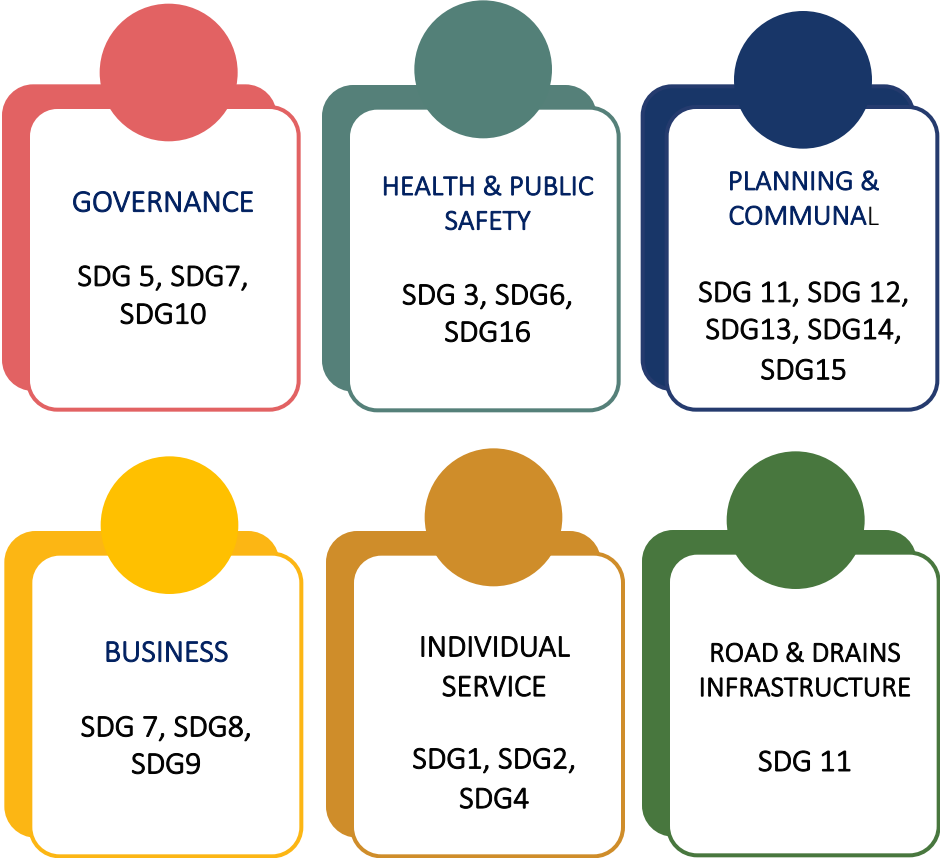 GOVERNANCE
SDG 5, SDG7,
SDG10
HEALTH & PUBLIC
SAFETY
SDG 3, SDG6,
SDG16
PLANNING &
COMMUNAL
SDG 11, SDG 12,
SDG13, SDG14,
SDG15
BUSINESS
SDG 7, SDG8,
SDG9
INDIVIDUAL
SERVICE
SDG1, SDG2,
SDG4
ROAD & DRAINS
INFRASTRUCTURE
SDG 11